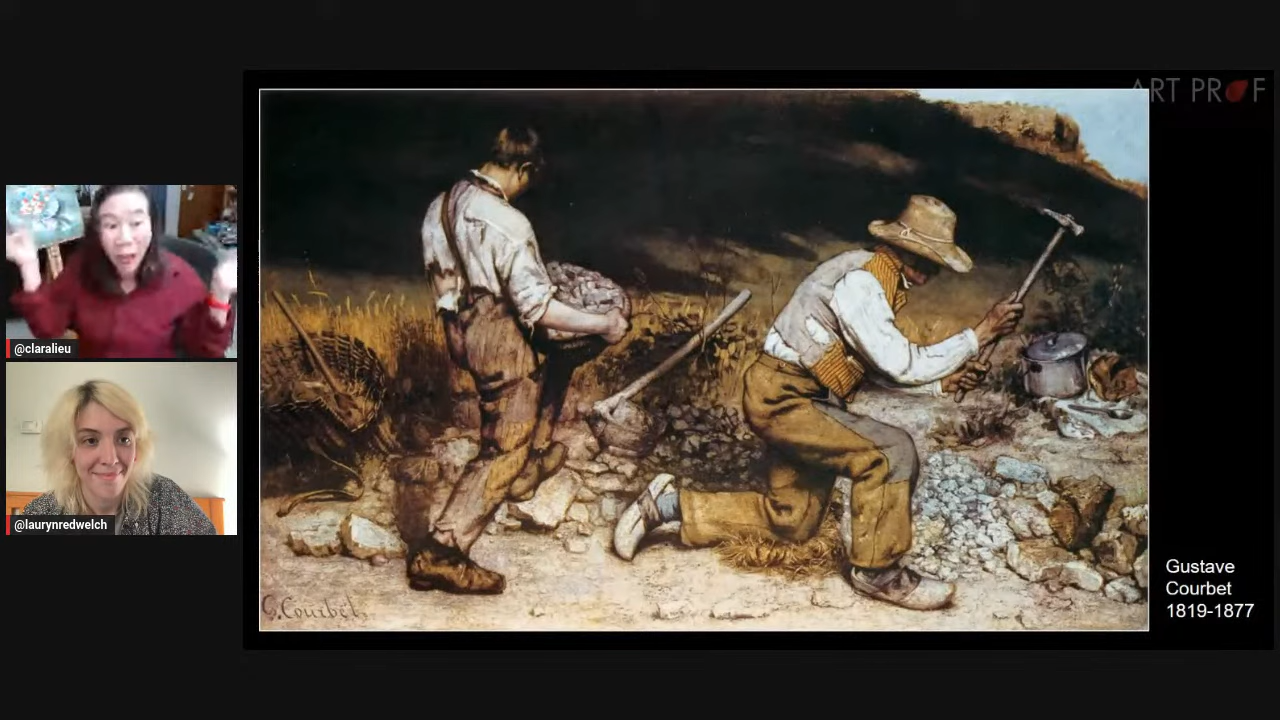 ART PROF
@claralieu
@laurynredwelch
G. Courbet.
Gustave
Courbet
1819-1877